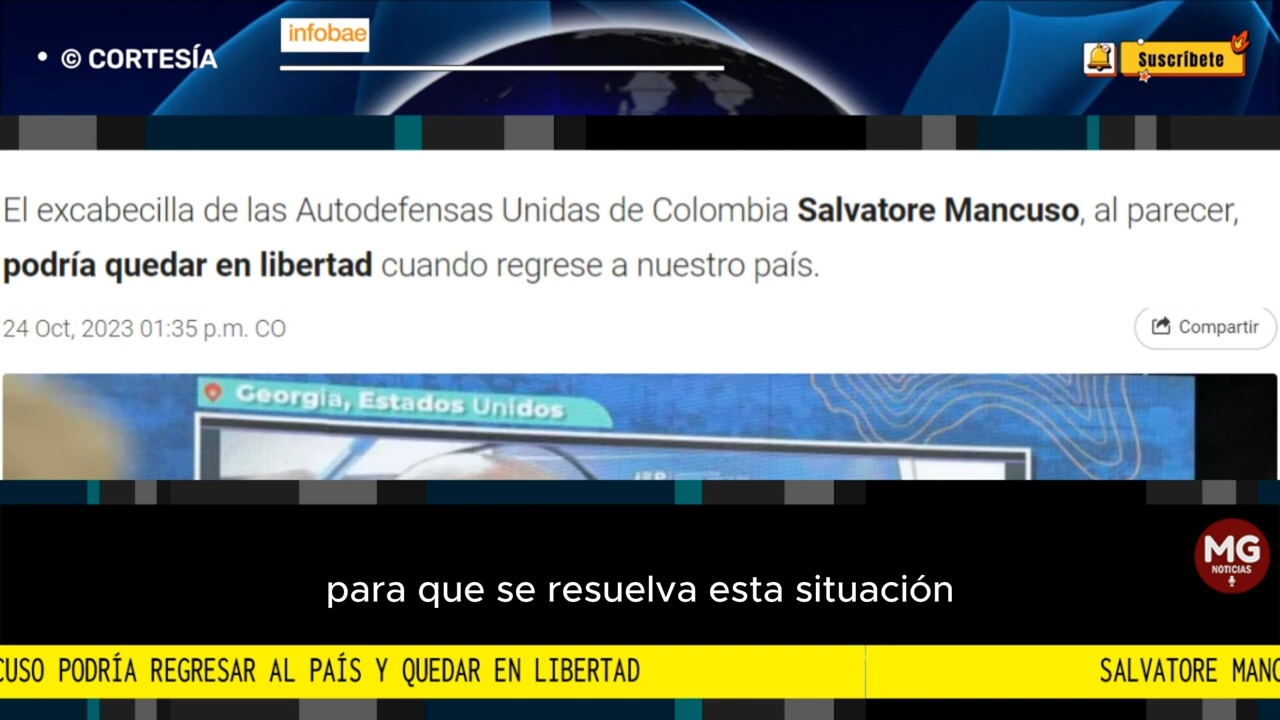 • © CORTESÍA
infobae
Suscríbete
El excabecilla de las Autodefensas Unidas de Colombia Salvatore Mancuso, al parecer,
podría quedar en libertad cuando regrese a nuestro país.
24 Oct, 2023 01:35 p.m. CO
Compartir
Georgia, Estados Unidos
MG
NOTICIAS
para que se resuelva esta situación
CUSO PODRÍA REGRESAR AL PAÍS Y QUEDAR EN LIBERTAD
SALVATORE MANC